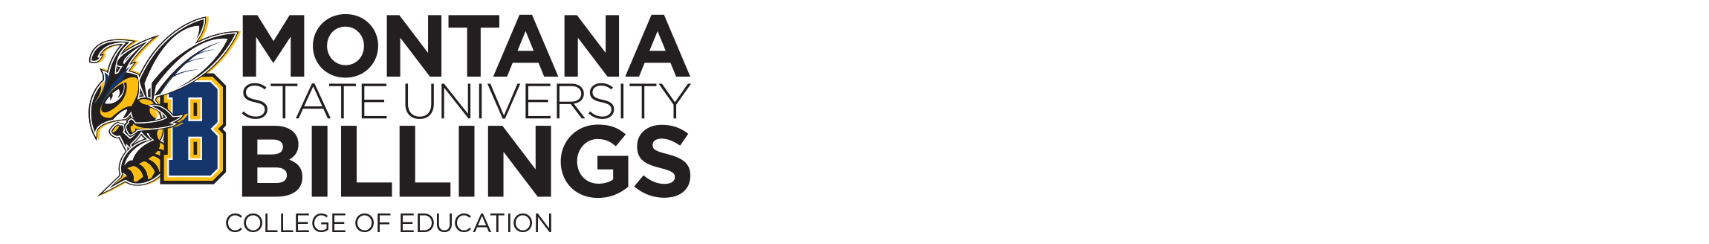 MONTANA
STATE UNIVERSITY
B
BILLINGS
COLLEGE OF EDUCATION